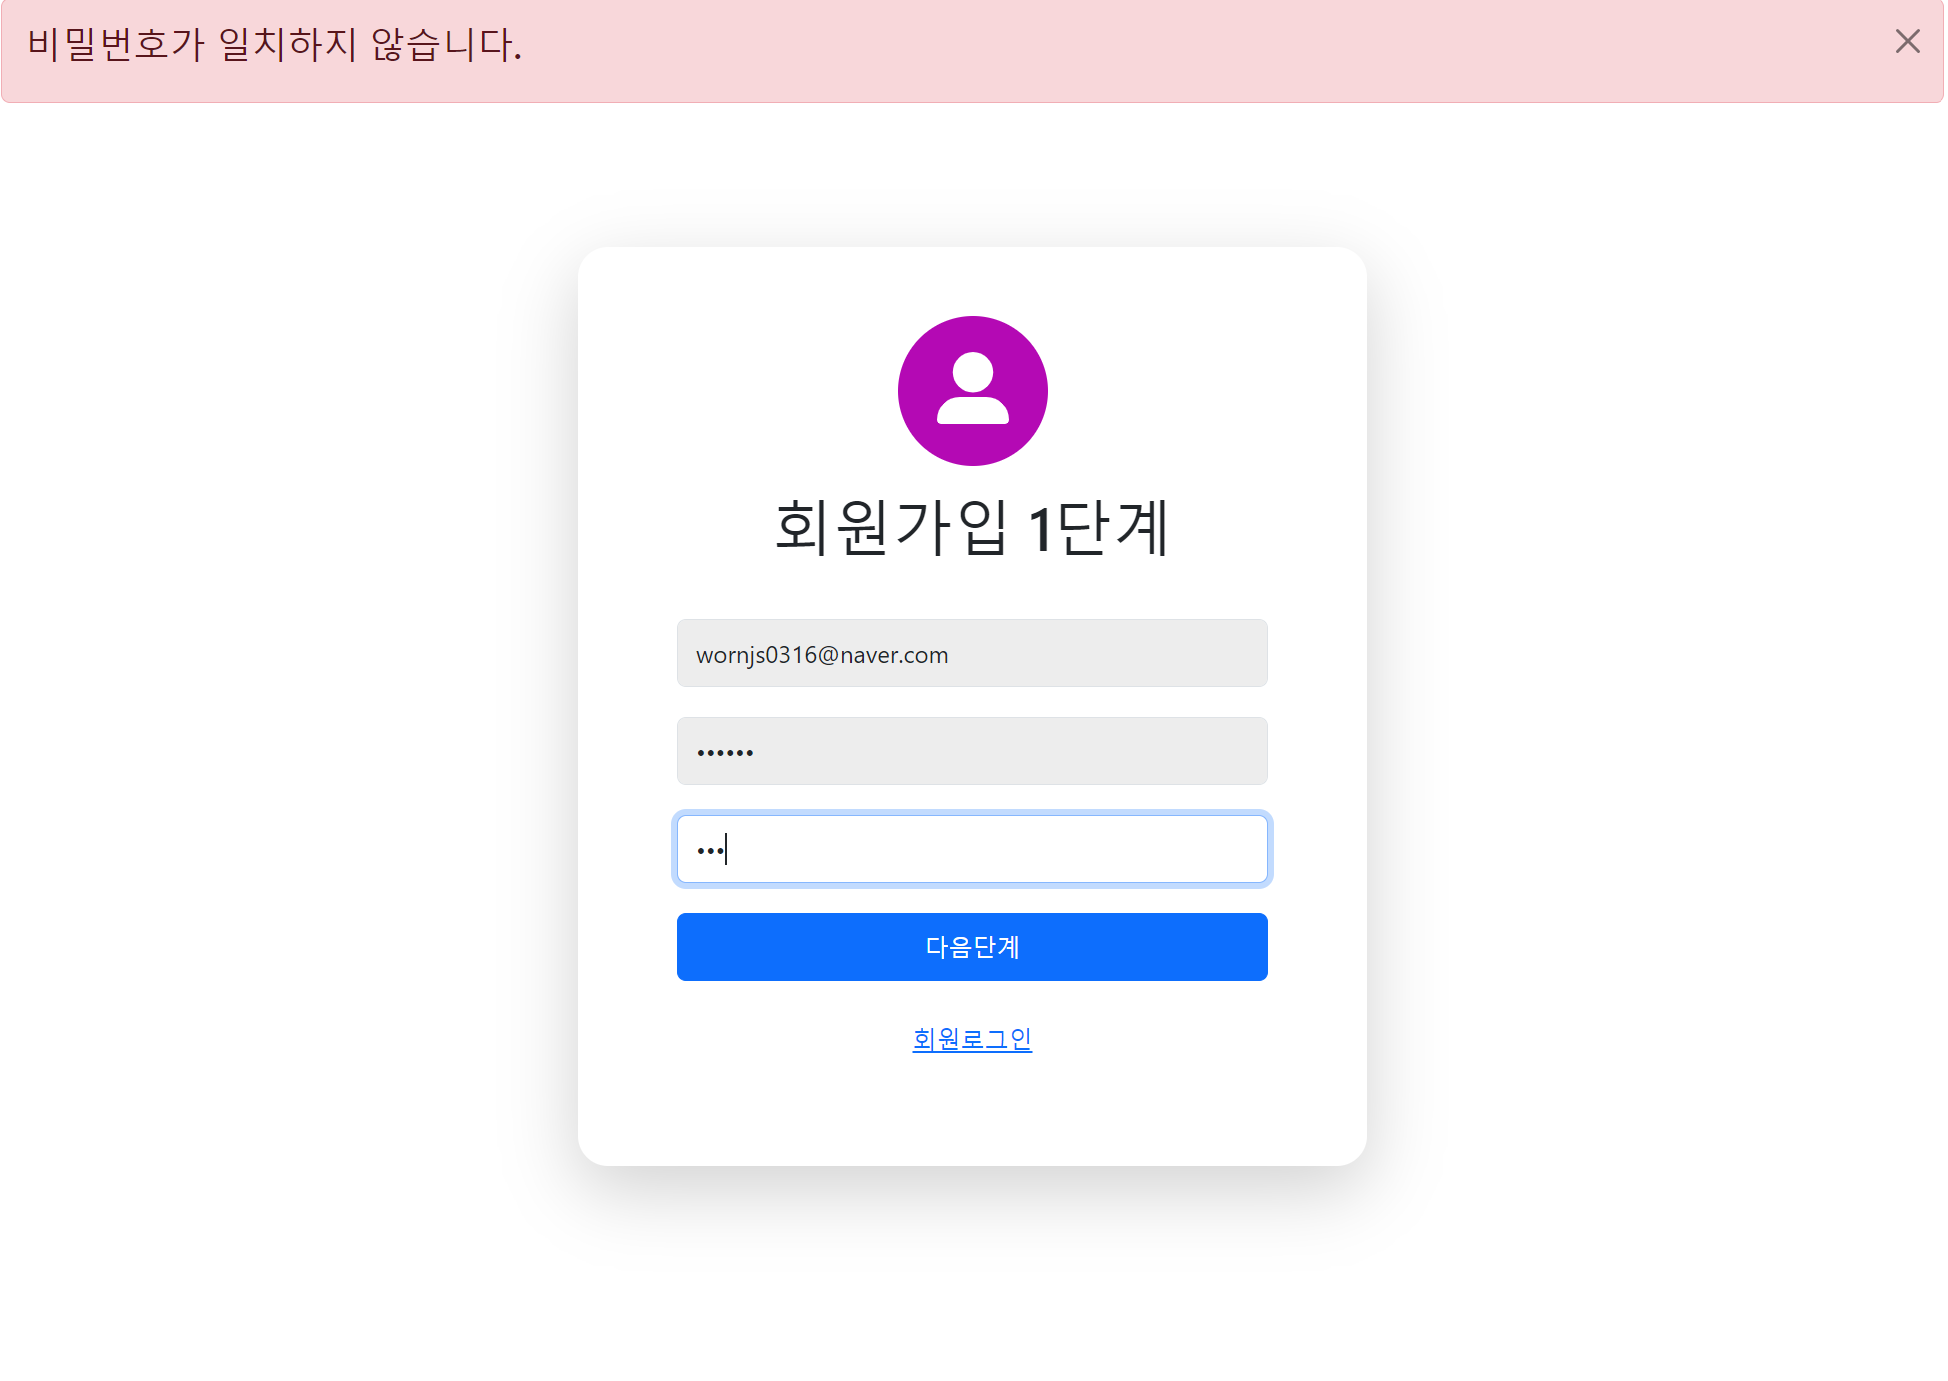 비밀번호가 일치하지 않습니다.
회원가입 1단계
wornjs0316@naver.com
••••••
•••
다음단계
회원로그인